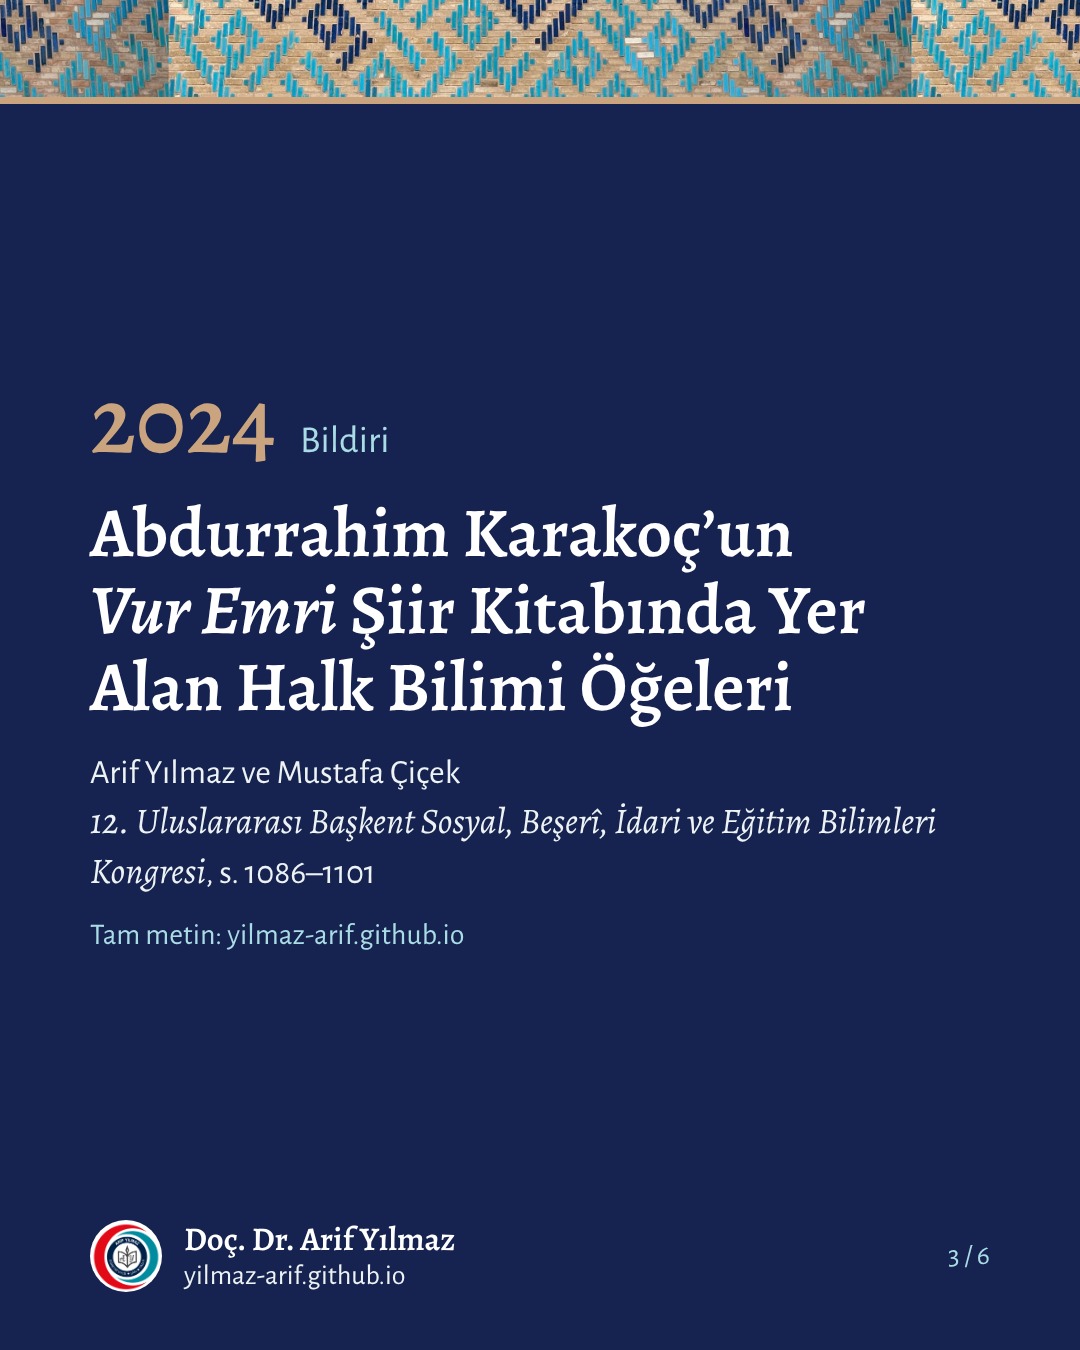 2024 Bildiri
Abdurrahim Karakoç’un
Vur Emri Şiir Kitabında Yer
Alan Halk Bilimi Öğeleri
Arif Yılmaz ve Mustafa Çiçek
12. Uluslararası Başkent Sosyal, Beşerî, İdari ve Eğitim Bilimleri
Kongresi, s. 1086–1101
Tam metin: yilmaz-arif.github.io
Doç. Dr. Arif Yılmaz
yilmaz-arif.github.io
3 / 6